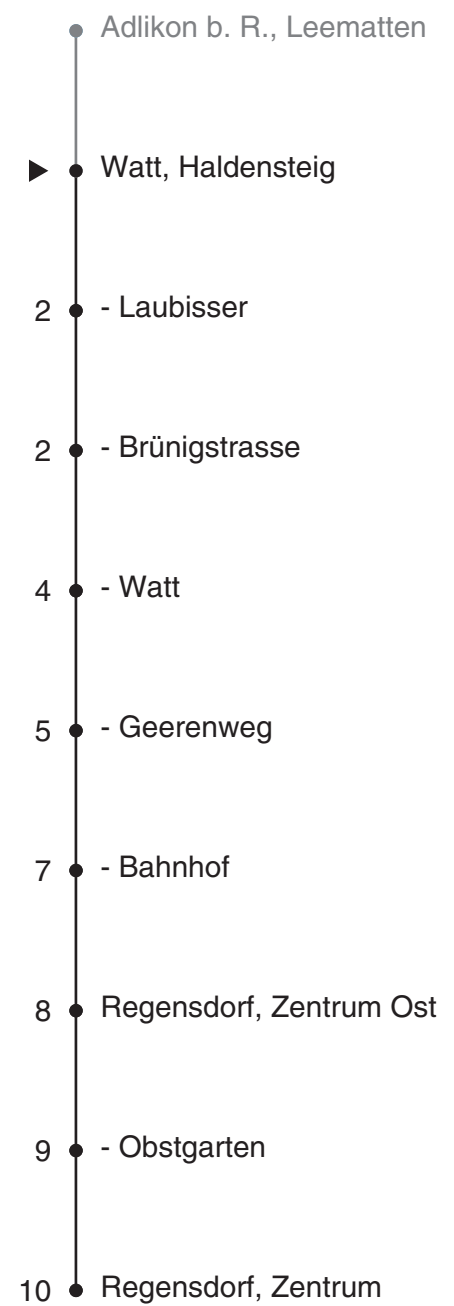 Adlikon b. R., Leematten
Watt, Haldensteig
2 - Laubisser
2 - Brünigstrasse
4 - Watt
5 - Geerenweg
7 - Bahnhof
8 Regensdorf, Zentrum Ost
9 - Obstgarten
10 Regensdorf, Zentrum